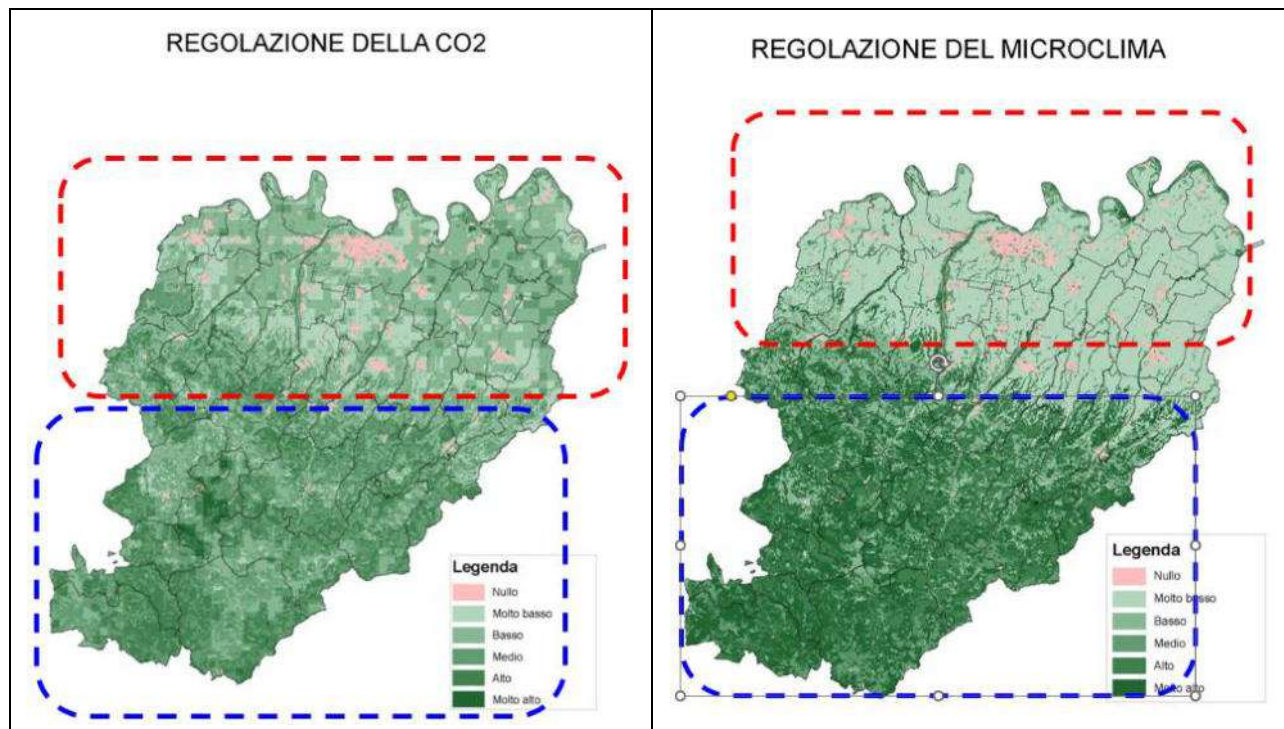 REGOLAZIONE DELLA CO2
Legenda
Nullo
Molto basso
Basso
Medio
Alto
Molto alto
REGOLAZIONE DEL MICROCLIMA
Legenda
Nullo
Molto basso
Basso
Medio
Alto
Molto alto